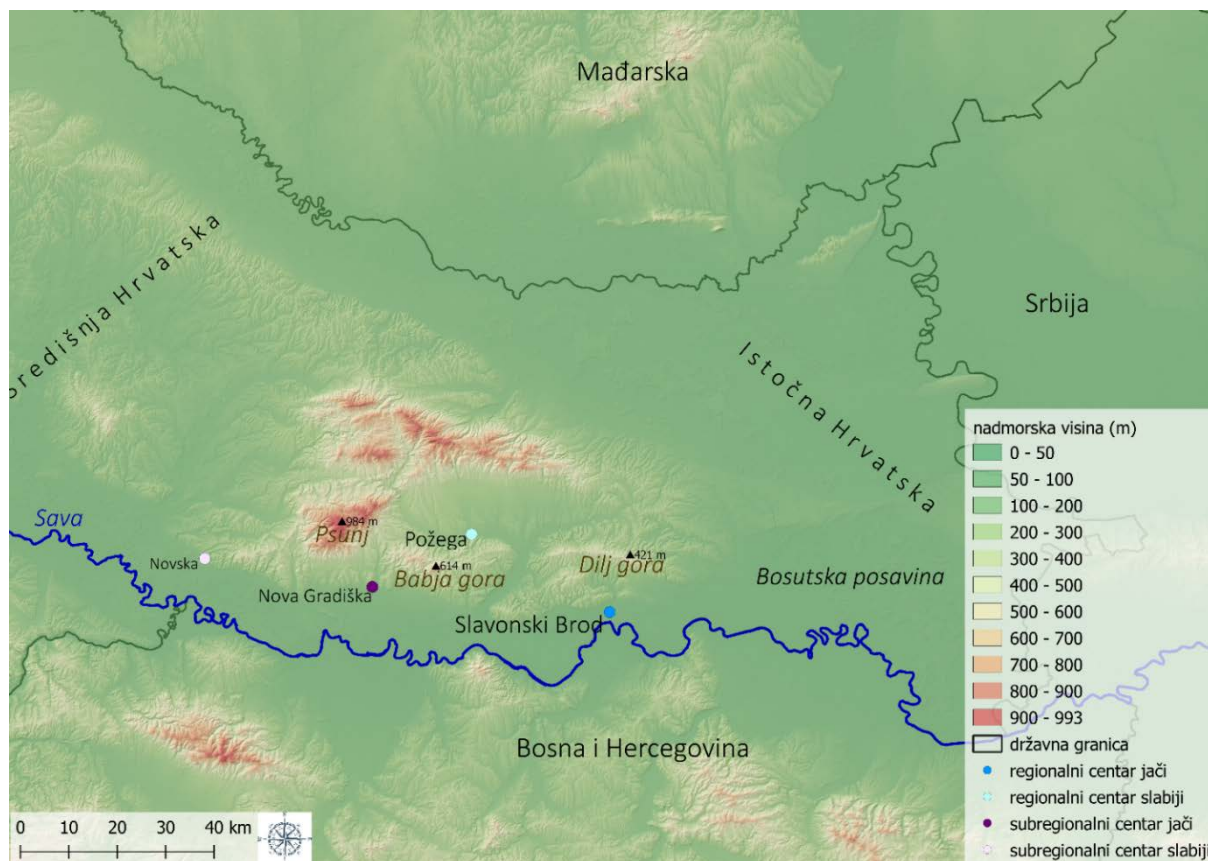 Mađarska
Središnja Hrvatska
Srbija
Istočna Hrvatska
Sava
984 m
Psunj
Požega
Novska
614 m
Babja gora
421 m
Dilj gora
Bosutska posavina
Nova Gradiška
Slavonski Brod
Bosna i Hercegovina
nadmorska visina (m)
0 - 50
50 - 100
100 - 200
200 - 300
300 - 400
400 - 500
500 - 600
600 - 700
700 - 800
800 - 900
900 - 993
državna granica
regionalni centar jači
regionalni centar slabiji
subregionalni centar jači
subregionalni centar slabiji
0 10 20 30 40 km